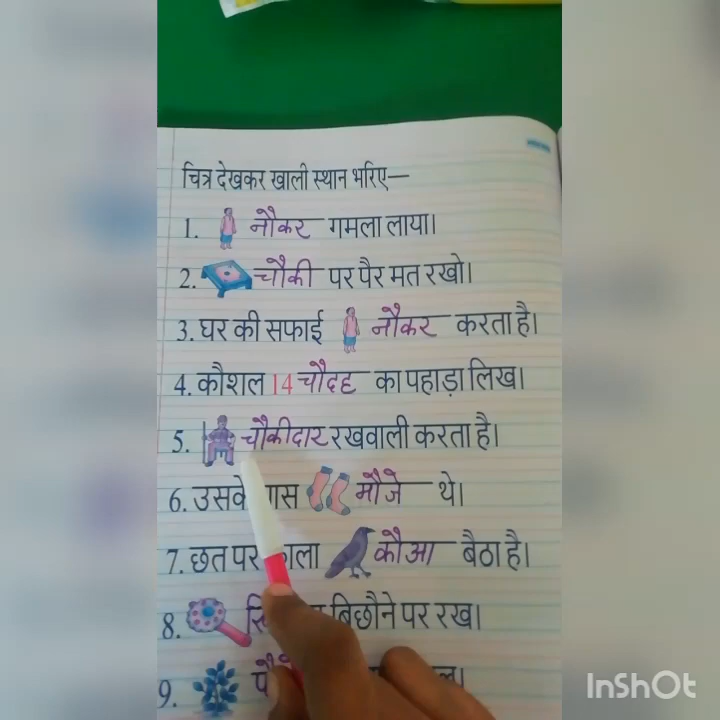 चित्र देखकर खाली स्थान भरिए—
1. नौकर गमला लाया।
2. चौकी पर पैर मत रखो।
3. घर की सफाई नौकर करता है।
4. कौशल 14 चौदह का पहाड़ा लिख।
5. चौकीदार रखवाली करता है।
6. मौजे थे।
7. छत पर कौआ बैठा है।
8. बिछौने पर रख।
9.
InShOt